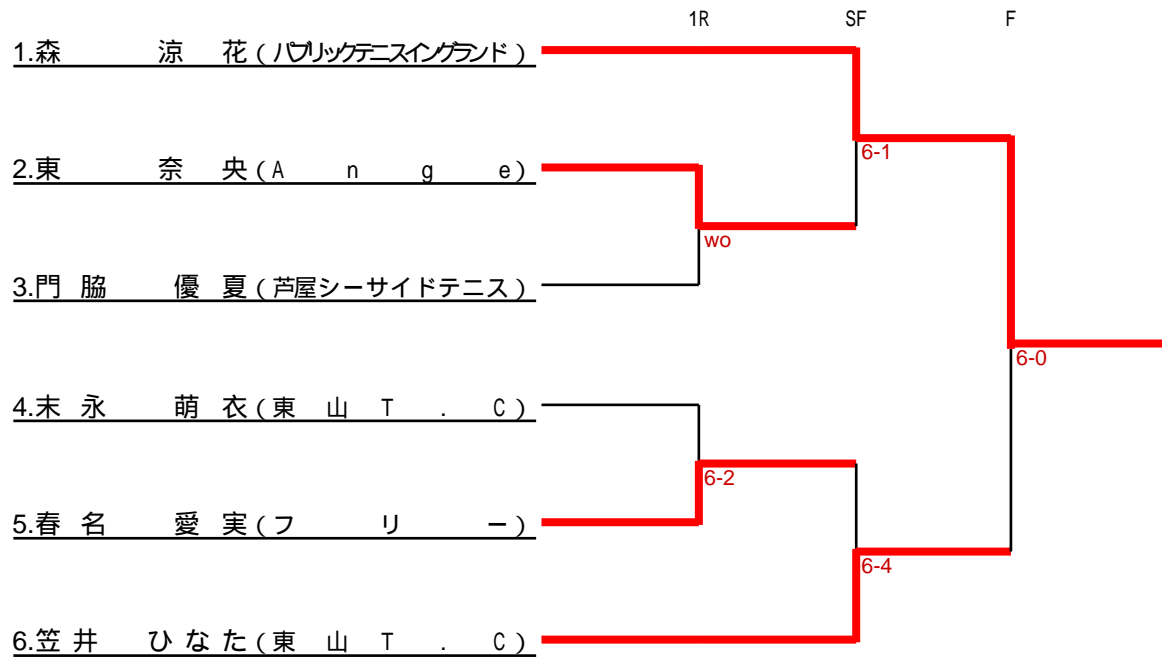 1R SF F
1.森 涼 花(パブリックテニスイングランド)
6-1
2.東 奈 央(A n g e)
wo
3.門 脇 優 夏(芦屋シーサイドテニス)
6-0
4.末 永 萌 衣(東 山 T . C)
6-2
5.春 名 愛 実(フ リ ー)
6-4
6.笠 井 ひ な た(東 山 T . C)